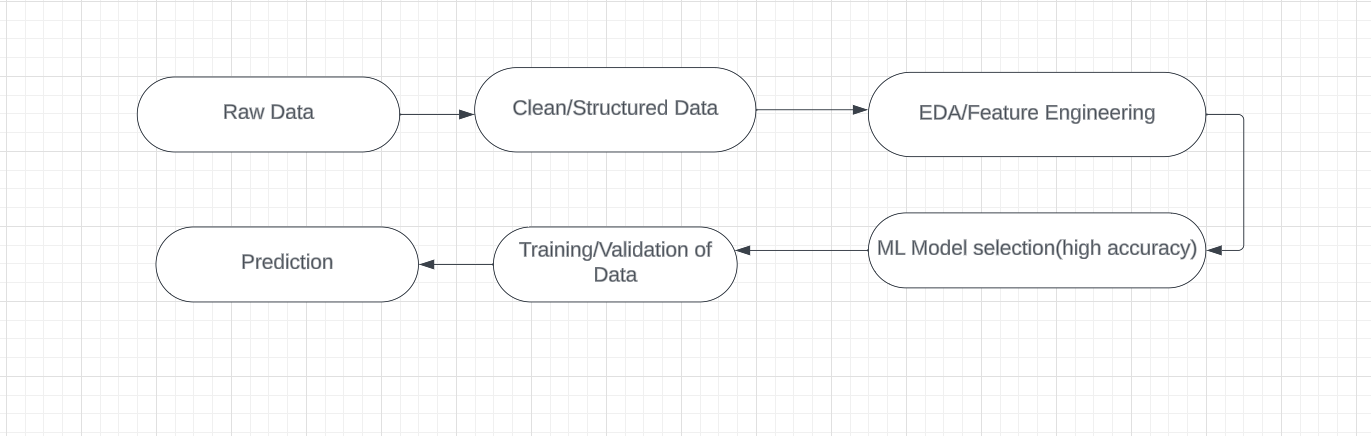 Raw Data
Clean/Structured Data
EDA/Feature Engineering
ML Model selection(high accuracy)
Training/Validation of
Data
Prediction